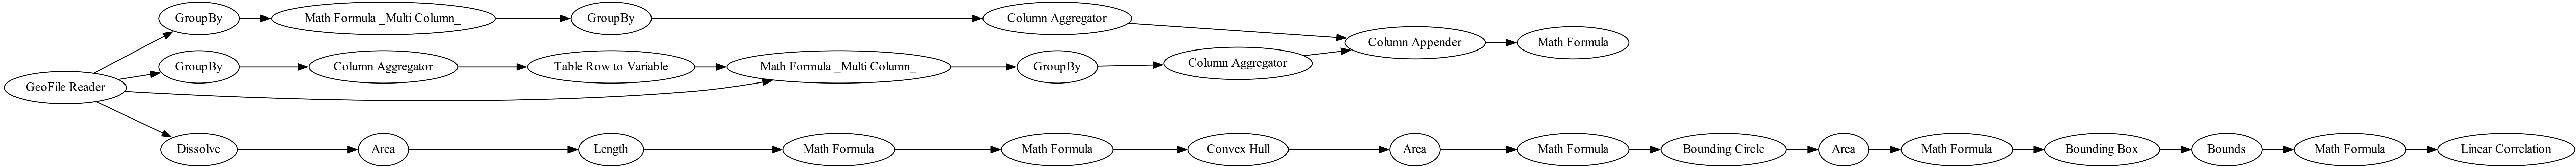 GroupBy
Math Formula _Multi Column_
GroupBy
Column Aggregator
Column Appender
Math Formula
GroupBy
Column Aggregator
Table Row to Variable
Math Formula _Multi Column_
GroupBy
Column Aggregator
GeoFile Reader
Dissolve
Area
Length
Math Formula
Math Formula
Convex Hull
Area
Math Formula
Bounding Circle
Area
Math Formula
Bounding Box
Bounds
Math Formula
Linear Correlation